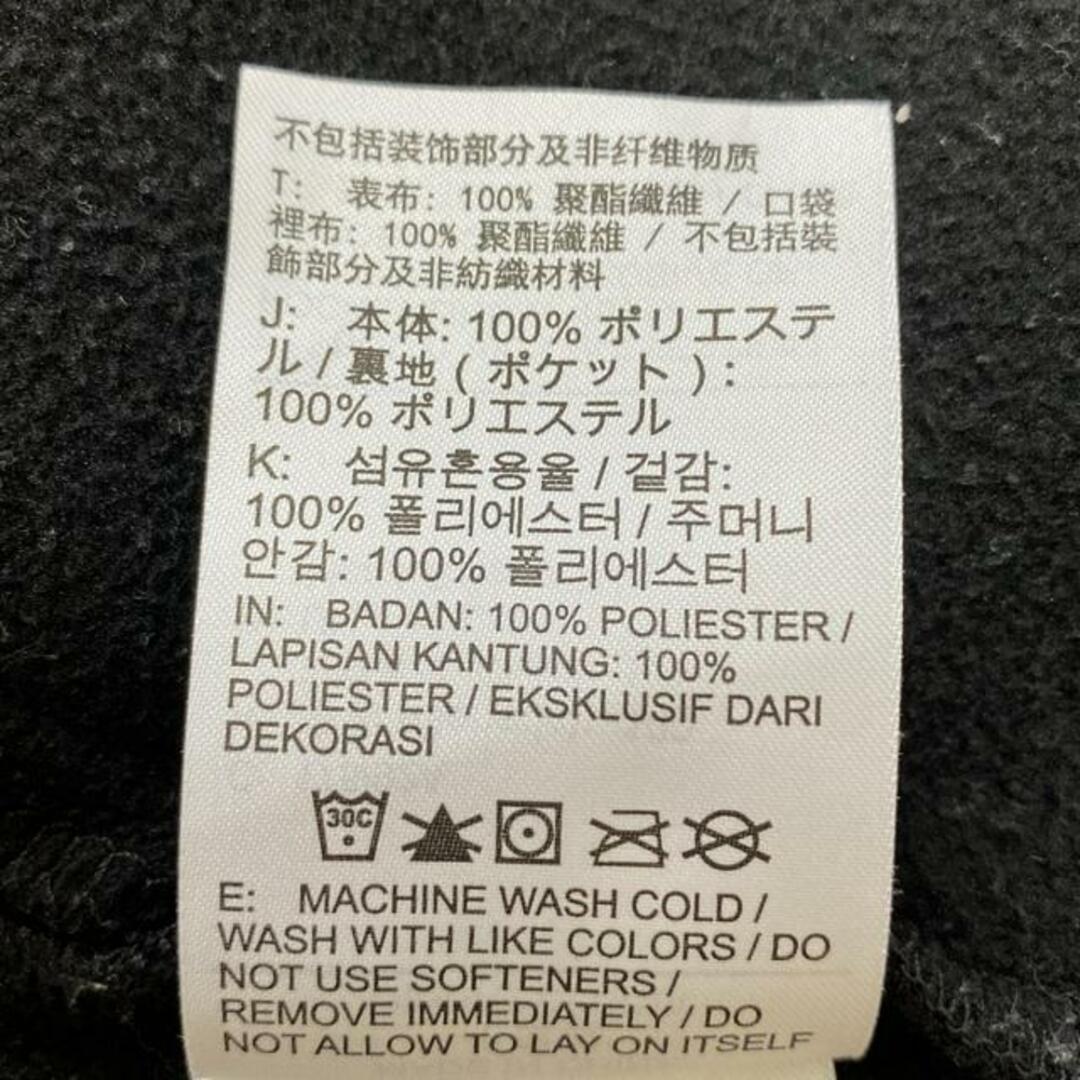 不包括装饰部分及非纤维物质
T: 表布: 100% 聚酯纖維 / 口袋
裡布: 100% 聚酯纖維 / 不包括裝
飾部分及非紡織材料
J: 本体: 100% ポリエステ
ル / 裏地 ( ポケット ) :
100% ポリエステル
K: 섬유혼용율 / 겉감:
100% 폴리에스터 / 주머니
안감: 100% 폴리에스터
IN: BADAN: 100% POLIESTER /
LAPISAN KANTUNG: 100%
POLIESTER / EKSKLUSIF DARI
DEKORASI
30C
E: MACHINE WASH COLD /
WASH WITH LIKE COLORS / DO
NOT USE SOFTENERS /
REMOVE IMMEDIATELY / DO
NOT ALLOW TO LAY ON ITSELF